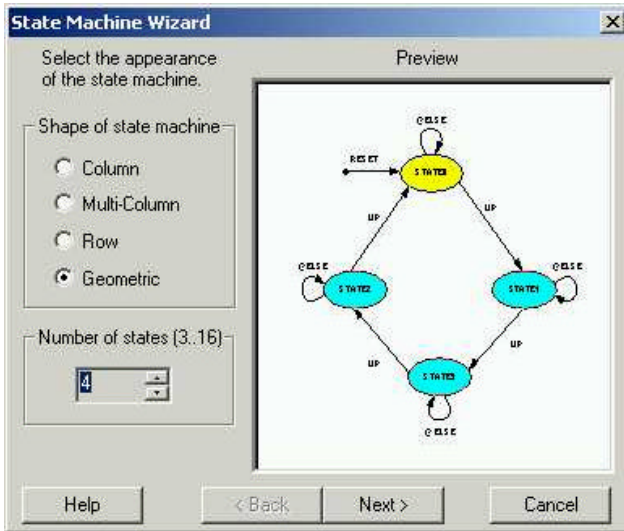 State Machine Wizard
Select the appearance
of the state machine.
Shape of state machine
Column
Multi-Column
Row
Geometric
Number of states (3..16)
4
Preview
@ELSE
RESET
UP
UP
@ELSE
STATE2
@ELSE
UP
UP
@ELSE
Help
< Back
Next >
Cancel